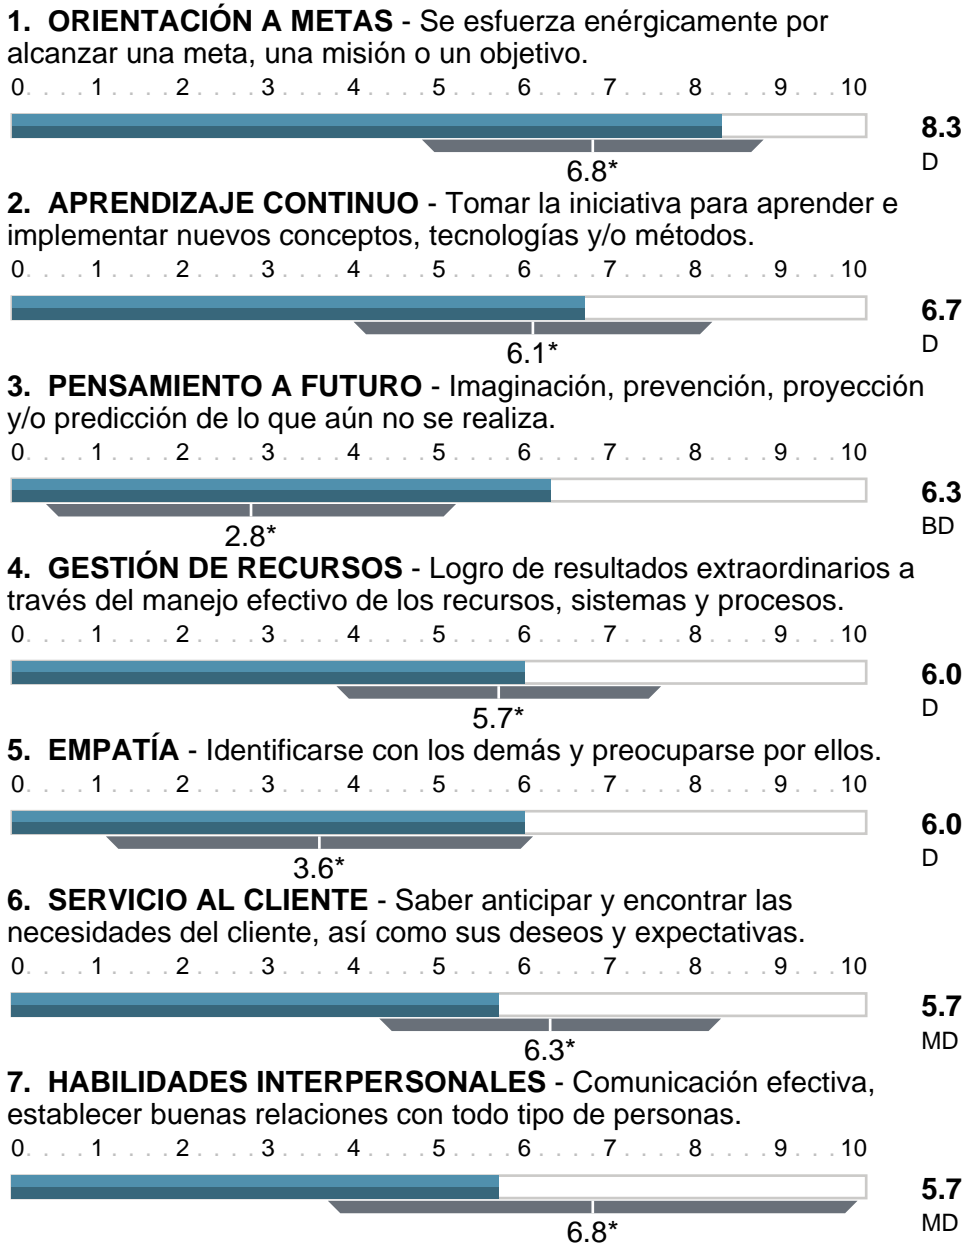 1. ORIENTACIÓN A METAS - Se esfuerza enérgicamente por
alcanzar una meta, una misión o un objetivo.
0. . . . 1 . . . . 2 . . . . 3. . . . 4 . . . . 5 . . . . 6 . . . . 7. . . . 8 . . . . 9 . . . 10
8.3
D
6.8*
2. APRENDIZAJE CONTINUO - Tomar la iniciativa para aprender e
implementar nuevos conceptos, tecnologías y/o métodos.
0. . . . 1 . . . . 2 . . . . 3. . . . 4 . . . . 5 . . . . 6 . . . . 7. . . . 8 . . . . 9 . . . 10
6.7
D
6.1*
3. PENSAMIENTO A FUTURO - Imaginación, prevención, proyección
y/o predicción de lo que aún no se realiza.
0. . . . 1 . . . . 2 . . . . 3. . . . 4 . . . . 5 . . . . 6 . . . . 7. . . . 8 . . . . 9 . . . 10
6.3
BD
2.8*
4. GESTIÓN DE RECURSOS - Logro de resultados extraordinarios a
través del manejo efectivo de los recursos, sistemas y procesos.
0. . . . 1 . . . . 2 . . . . 3. . . . 4 . . . . 5 . . . . 6 . . . . 7. . . . 8 . . . . 9 . . . 10
6.0
D
5.7*
5. EMPATÍA - Identificarse con los demás y preocuparse por ellos.
0. . . . 1 . . . . 2 . . . . 3. . . . 4 . . . . 5 . . . . 6 . . . . 7. . . . 8 . . . . 9 . . . 10
6.0
D
3.6*
6. SERVICIO AL CLIENTE - Saber anticipar y encontrar las
necesidades del cliente, así como sus deseos y expectativas.
0. . . . 1 . . . . 2 . . . . 3. . . . 4 . . . . 5 . . . . 6 . . . . 7. . . . 8 . . . . 9 . . . 10
5.7
MD
6.3*
7. HABILIDADES INTERPERSONALES - Comunicación efectiva,
establecer buenas relaciones con todo tipo de personas.
0. . . . 1 . . . . 2 . . . . 3. . . . 4 . . . . 5 . . . . 6 . . . . 7. . . . 8 . . . . 9 . . . 10
5.7
MD
6.8*